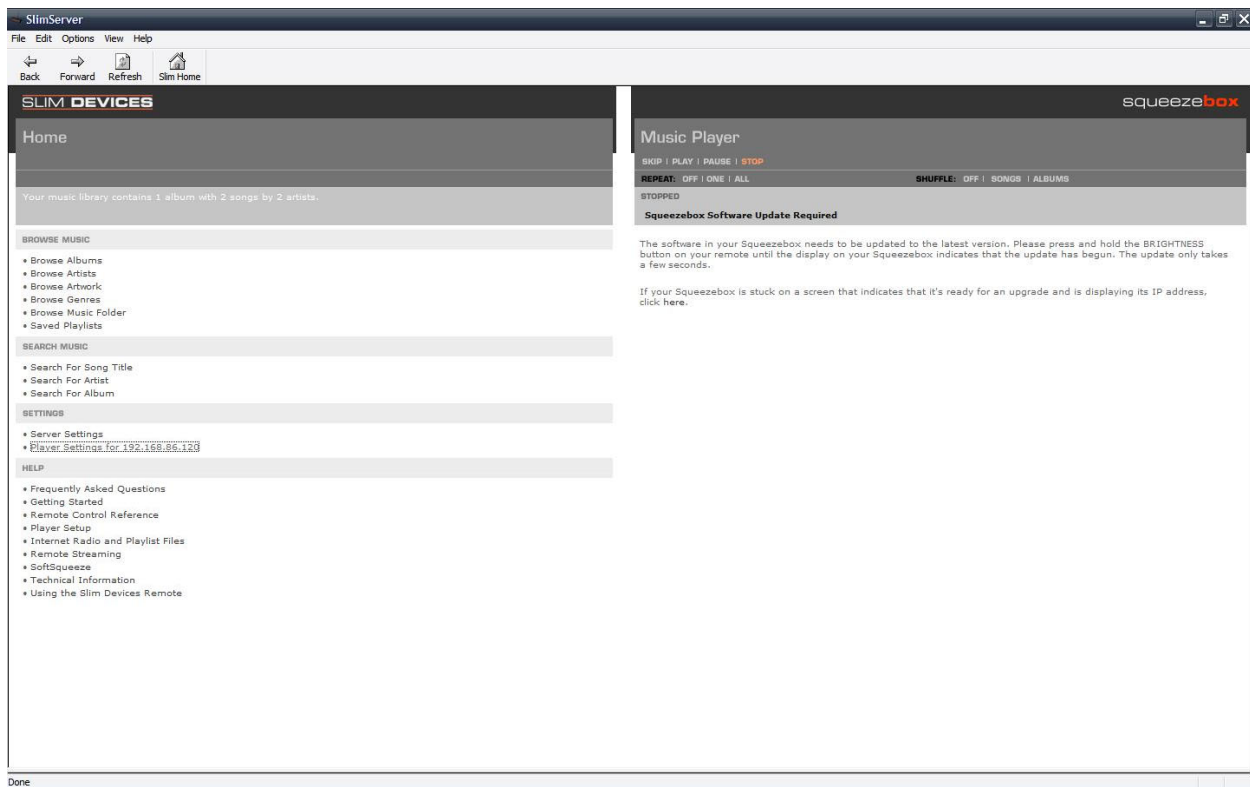 SlimServer
File Edit Options View Help
Back Forward Refresh Slim Home
SLIM DEVICES
Home
Your music library contains 1 album with 2 songs by 2 artists.
BROWSE MUSIC
• Browse Albums
• Browse Artists
• Browse Artwork
• Browse Genres
• Browse Music Folder
• Saved Playlists
SEARCH MUSIC
• Search For Song Title
• Search For Artist
• Search For Album
SETTINGS
• Server Settings
• Player Settings for 192.168.86.120
HELP
• Frequently Asked Questions
• Getting Started
• Remote Control Reference
• Player Setup
• Internet Radio and Playlist Files
• Remote Streaming
• SoftSqueeze
• Technical Information
• Using the Slim Devices Remote
squeezebox
Music Player
SKIP | PLAY | PAUSE | STOP
REPEAT: OFF | ONE | ALL SHUFFLE: OFF | SONGS | ALBUMS
STOPPED
Squeezebox Software Update Required
The software in your Squeezebox needs to be updated to the latest version. Please press and hold the BRIGHTNESS
button on your remote until the display on your Squeezebox indicates that the update has begun. The update only takes
a few seconds.
If your Squeezebox is stuck on a screen that indicates that it's ready for an upgrade and is displaying its IP address,
click here.
Done